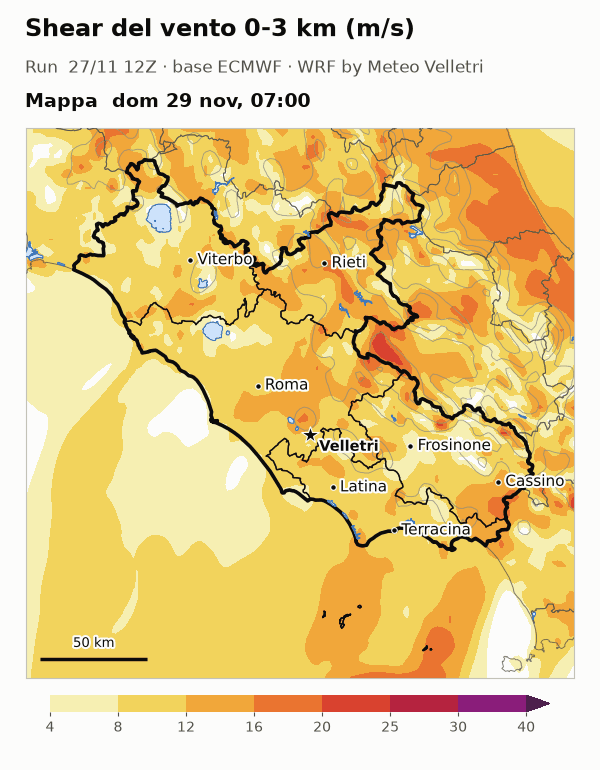 Shear del vento 0-3 km (m/s)
Run  27/11 12Z · base ECMWF · WRF by Meteo Velletri
Mappa  dom 29 nov, 07:00
Viterbo
Rieti
Roma
Velletri
Frosinone
Cassino
Latina
Terracina
50 km
4 8 12 16 20 25 30 40